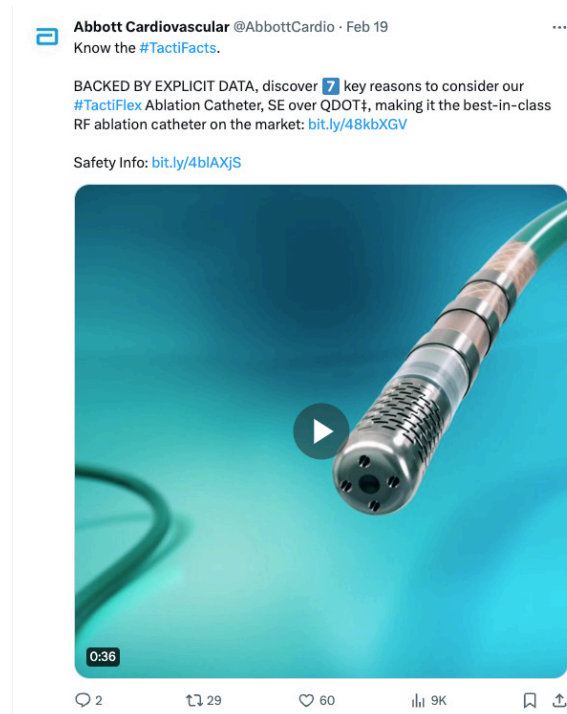 Abbott Cardiovascular @AbbottCardio · Feb 19
Know the #TactiFacts.
BACKED BY EXPLICIT DATA, discover 7️⃣ key reasons to consider our
#TactiFlex Ablation Catheter, SE over QDOT‡, making it the best-in-class
RF ablation catheter on the market: bit.ly/48kbXGV
Safety Info: bit.ly/4blAXjS
0:36
2 29 60 9K